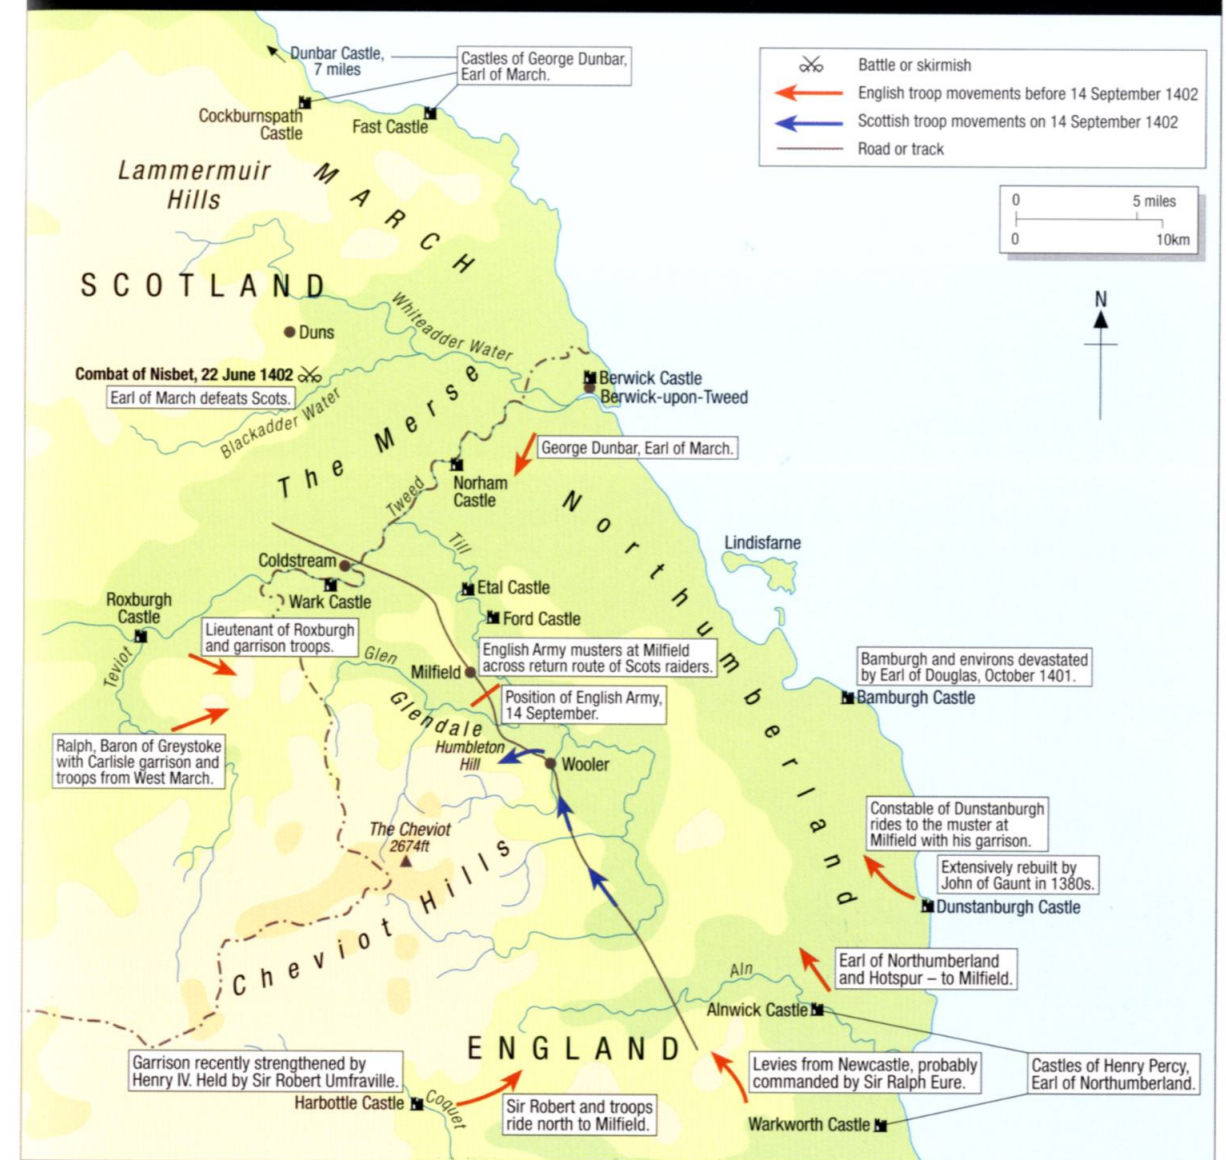 Dunbar Castle,
7 miles
Castles of George Dunbar,
Earl of March.
Cockburnspath
Castle
Fast Castle
Battle or skirmish
English troop movements before 14 September 1402
Scottish troop movements on 14 September 1402
Road or track
0 5 miles
0 10km
N
Lammermuir
Hills
MARCH
SCOTLAND
Whiteadder Water
Duns
Combat of Nisbet, 22 June 1402
Earl of March defeats Scots.
Blackadder Water
The Merse
Berwick Castle
Berwick-upon-Tweed
George Dunbar, Earl of March.
Norham
Castle
Tweed
Northumberland
Till
Lindisfarne
Coldstream
Wark Castle
Etal Castle
Ford Castle
Roxburgh
Castle
Teviot
Lieutenant of Roxburgh
and garrison troops.
Glen
Milfield
English Army musters at Milfield
across return route of Scots raiders.
Position of English Army,
14 September.
Bamburgh and environs devastated
by Earl of Douglas, October 1401.
Bamburgh Castle
Glendale
Humbleton
Hill
Wooler
Ralph, Baron of Greystoke
with Carlisle garrison and
troops from West March.
The Cheviot
2674ft
Cheviot Hills
Constable of Dunstanburgh
rides to the muster at
Milfield with his garrison.
Extensively rebuilt by
John of Gaunt in 1380s.
Dunstanburgh Castle
Earl of Northumberland
and Hotspur – to Milfield.
Aln
Alnwick Castle
ENGLAND
Garrison recently strengthened by
Henry IV. Held by Sir Robert Umfraville.
Harbottle Castle
Coquet
Sir Robert and troops
ride north to Milfield.
Levies from Newcastle, probably
commanded by Sir Ralph Eure.
Castles of Henry Percy,
Earl of Northumberland.
Warkworth Castle